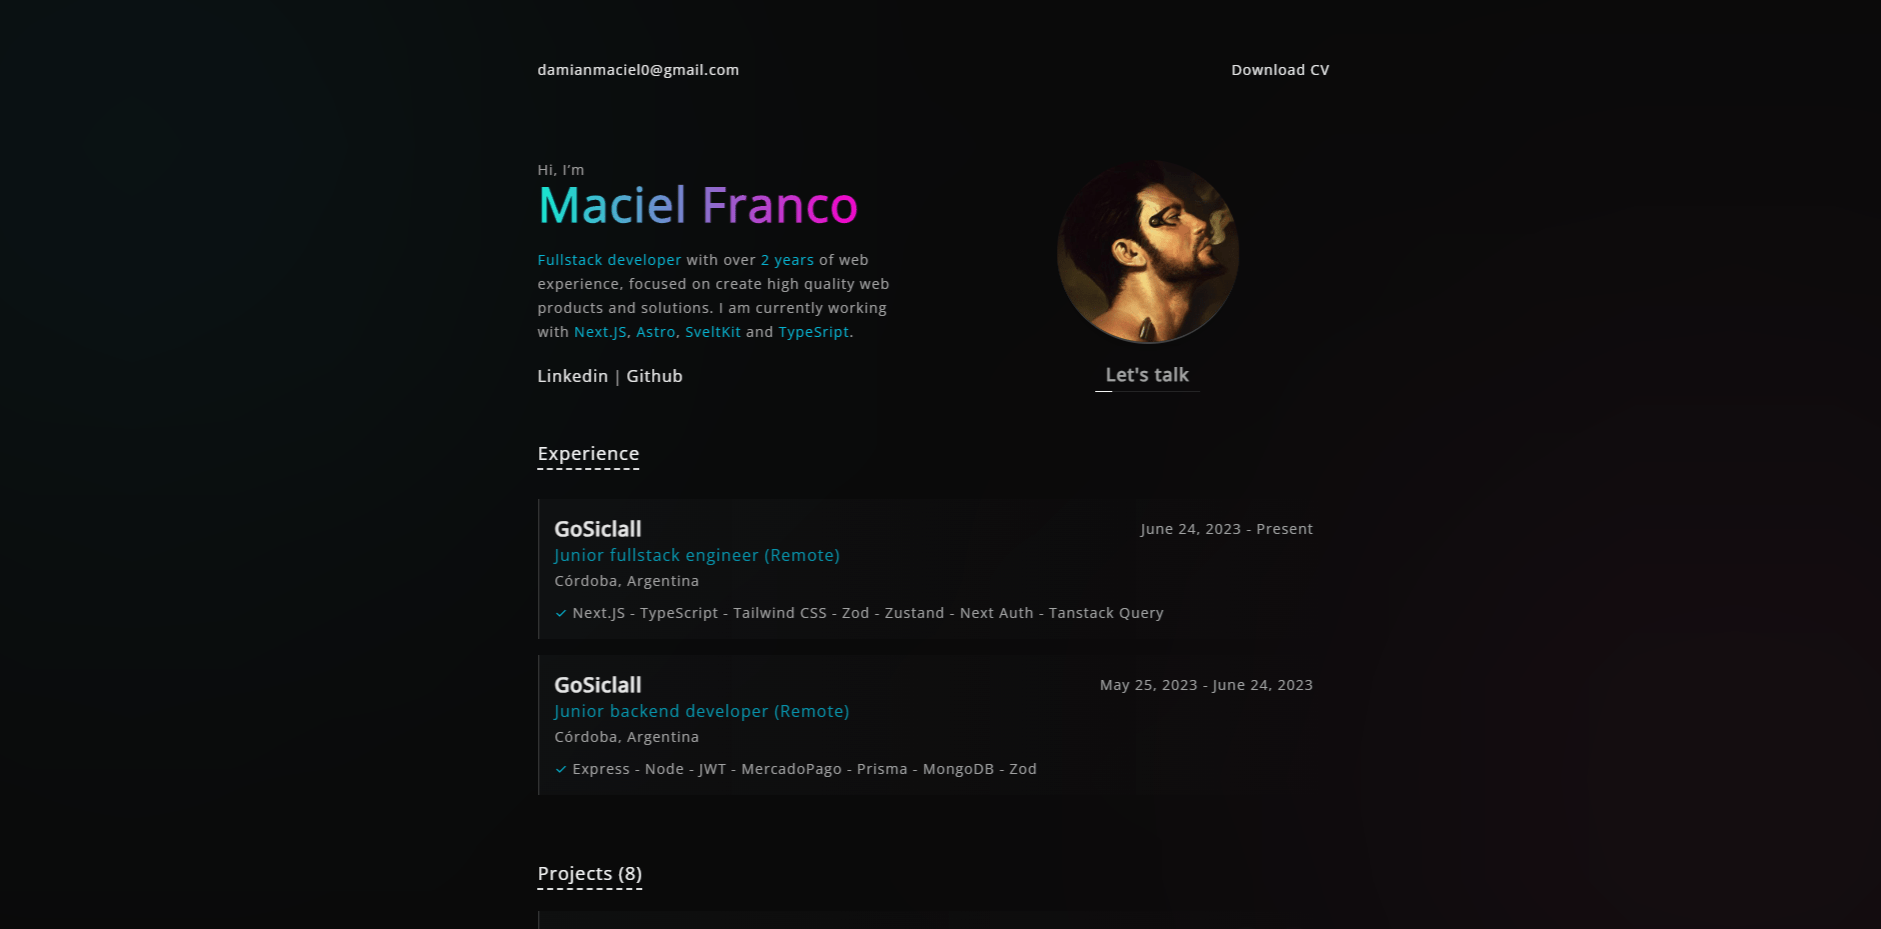 damianmaciel0@gmail.com
Download CV
Hi, I’m
Maciel Franco
Fullstack developer with over 2 years of web
experience, focused on create high quality web
products and solutions. I am currently working
with Next.JS, Astro, SveltKit and TypeSript.
Linkedin | Github
Let's talk
Experience
GoSiclall
June 24, 2023 - Present
Junior fullstack engineer (Remote)
Córdoba, Argentina
✓ Next.JS - TypeScript - Tailwind CSS - Zod - Zustand - Next Auth - Tanstack Query
GoSiclall
May 25, 2023 - June 24, 2023
Junior backend developer (Remote)
Córdoba, Argentina
✓ Express - Node - JWT - MercadoPago - Prisma - MongoDB - Zod
Projects (8)